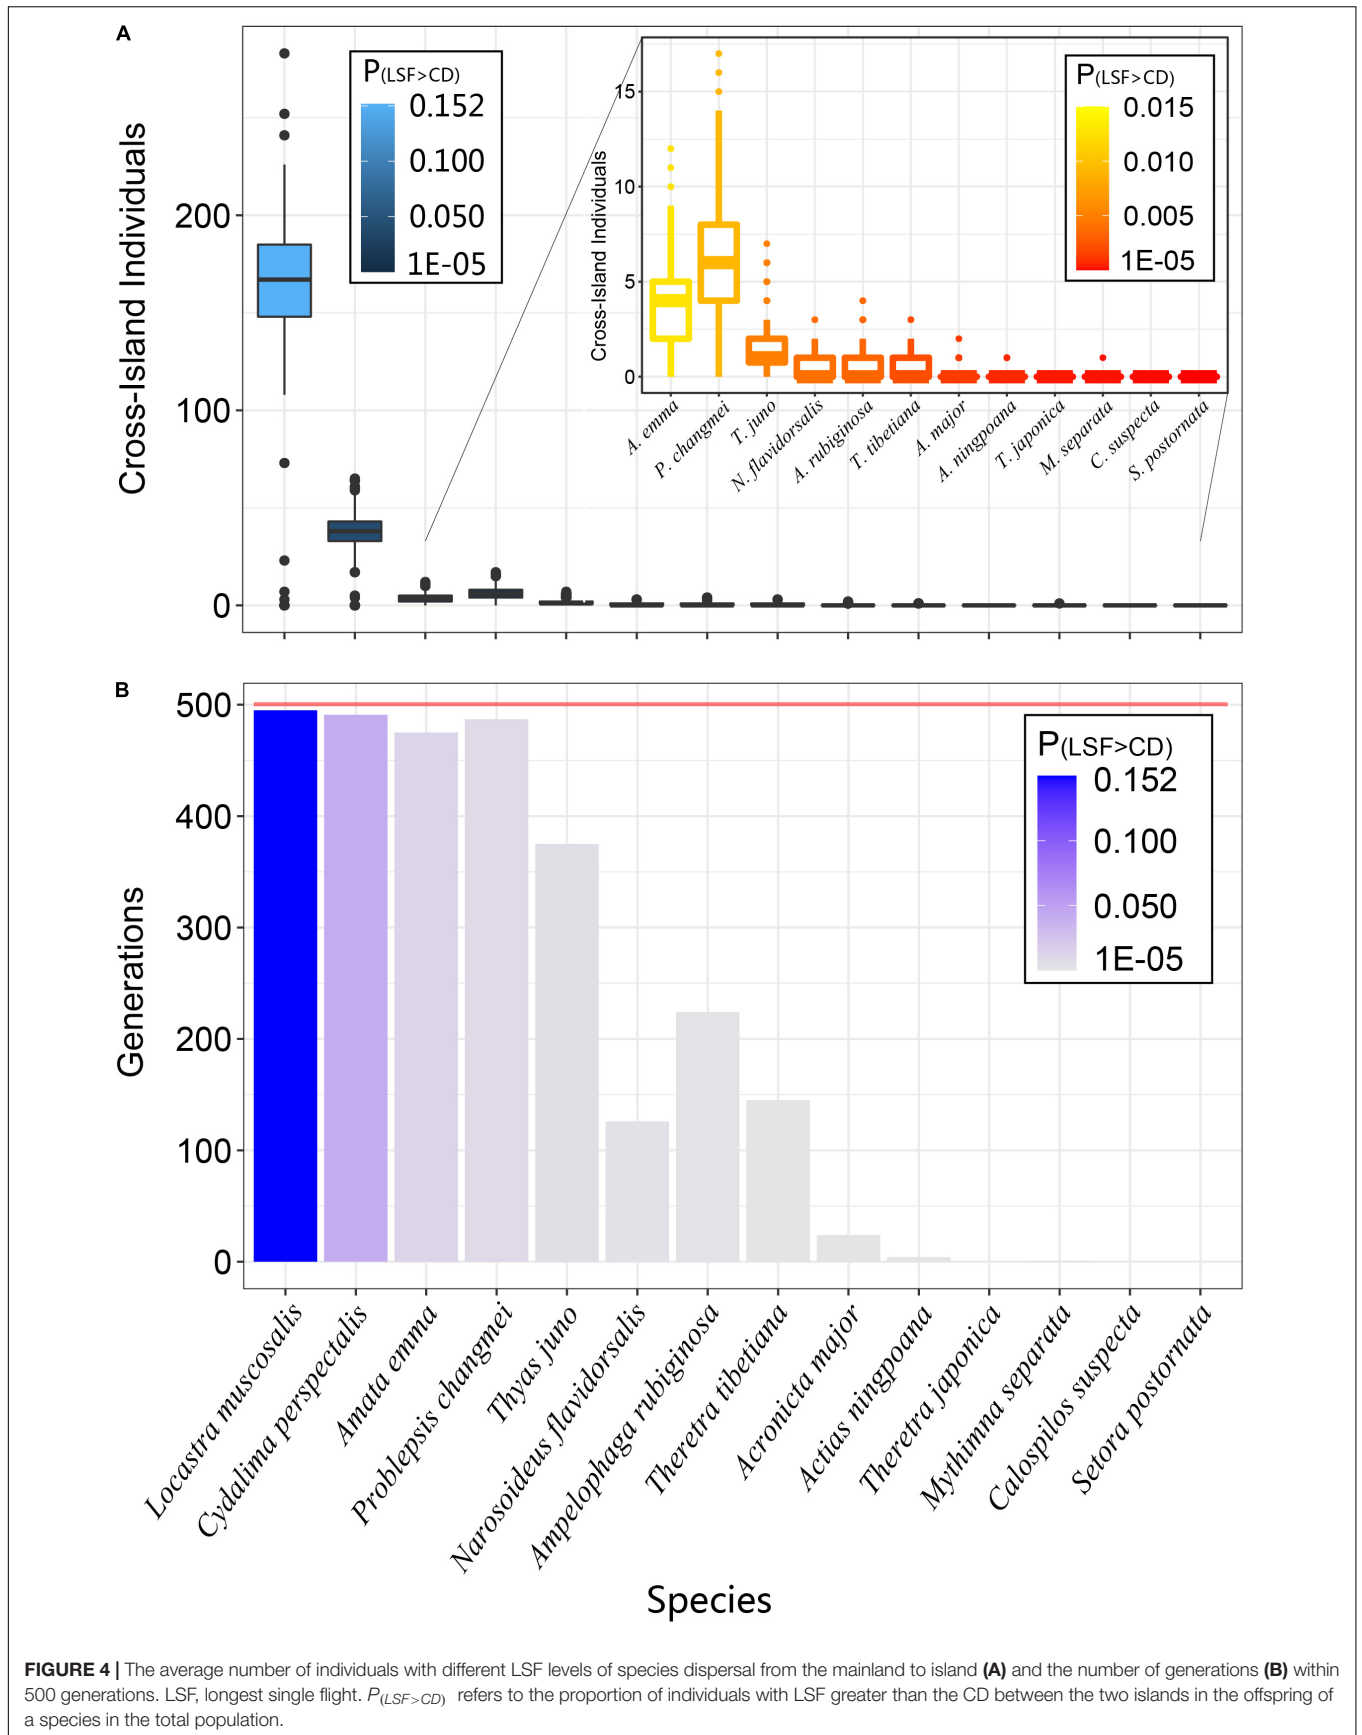 A
Cross-Island Individuals
200
100
0
P(LSF>CD)
0.152
0.100
0.050
1E-05
Cross-Island Individuals
15
10
5
0
P(LSF>CD)
0.015
0.010
0.005
1E-05
A. emma
P. changmei
T. juno
N. flavidorsalis
A. rubiginosa
T. tibetiana
A. major
A. ningpoana
T. japonica
M. separata
C. suspecta
S. postornata
B
Generations
500
400
300
200
100
0
P(LSF>CD)
0.152
0.100
0.050
1E-05
Locastra muscosalis
Cydalima perspectalis
Amata emma
Problepsis changmei
Thyas juno
Narosoideus flavidorsalis
Ampelophaga rubiginosa
Theretra tibetiana
Acronicta major
Actias ningpoana
Theretra japonica
Mythimna separata
Calospilos suspecta
Setora postornata
Species
FIGURE 4 | The average number of individuals with different LSF levels of species dispersal from the mainland to island (A) and the number of generations (B) within
500 generations. LSF, longest single flight. P(LSF>CD) refers to the proportion of individuals with LSF greater than the CD between the two islands in the offspring of
a species in the total population.